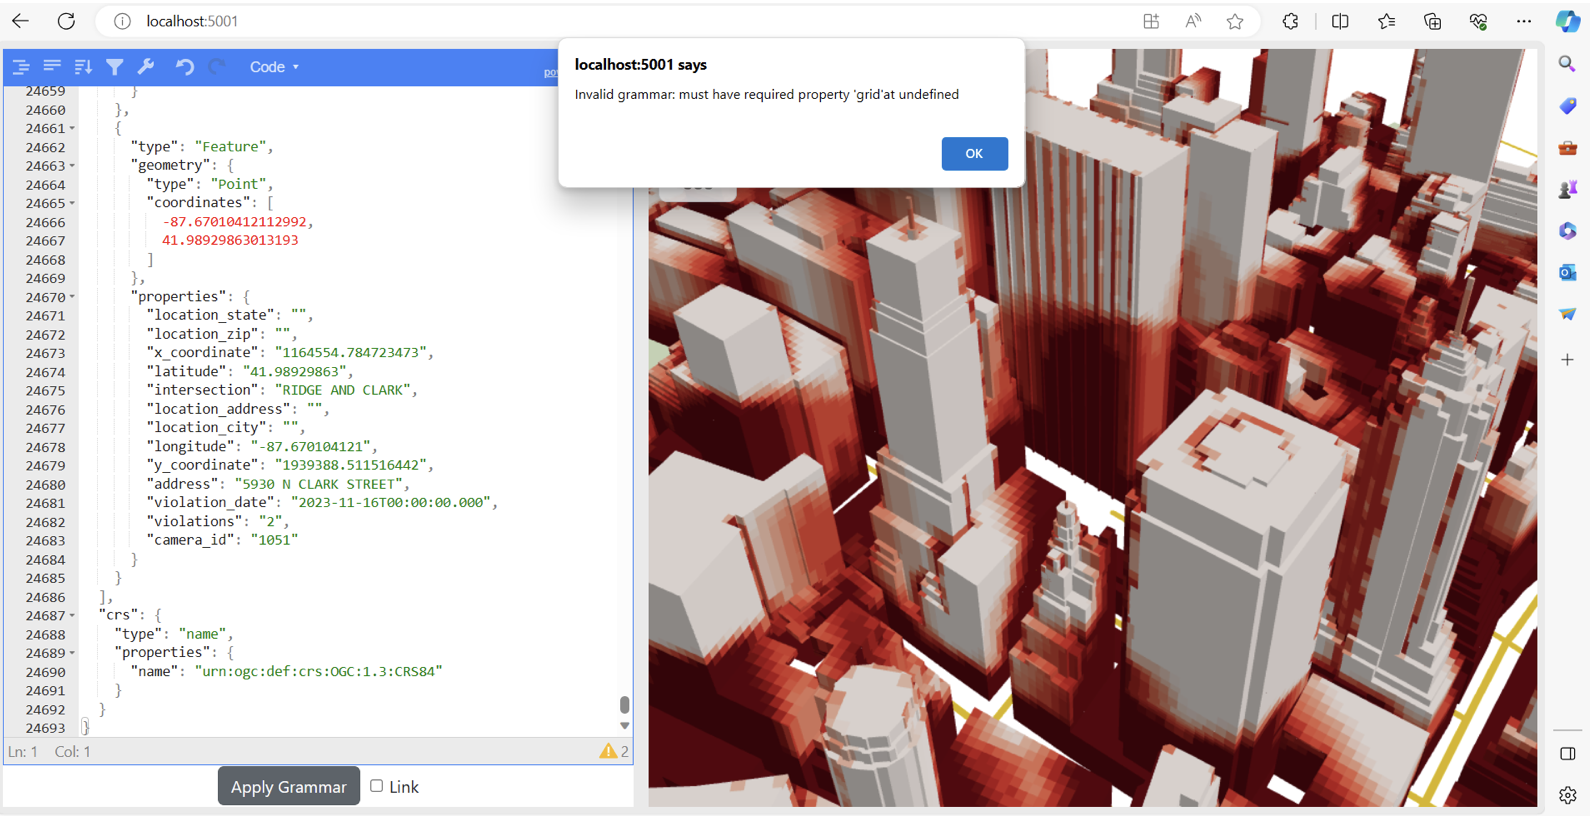 localhost:5001
localhost:5001 says
Invalid grammar: must have required property 'grid'at undefined
OK
Code
24659 }
24660 },
24661 {
24662 "type": "Feature",
24663 "geometry": {
24664 "type": "Point",
24665 "coordinates": [
24666 -87.67010412112992,
24667 41.98929863013193
24668 ]
24669 },
24670 "properties": {
24671 "location_state": "",
24672 "location_zip": "",
24673 "x_coordinate": "1164554.784723473",
24674 "latitude": "41.98929863",
24675 "intersection": "RIDGE AND CLARK",
24676 "location_address": "",
24677 "location_city": "",
24678 "longitude": "-87.670104121",
24679 "y_coordinate": "1939388.511516442",
24680 "address": "5930 N CLARK STREET",
24681 "violation_date": "2023-11-16T00:00:00.000",
24682 "violations": "2",
24683 "camera_id": "1051"
24684 }
24685 }
24686 ],
24687 "crs": {
24688 "type": "name",
24689 "properties": {
24690 "name": "urn:ogc:def:crs:OGC:1.3:CRS84"
24691 }
24692 }
24693 }
Ln: 1 Col: 1 2
Apply Grammar Link